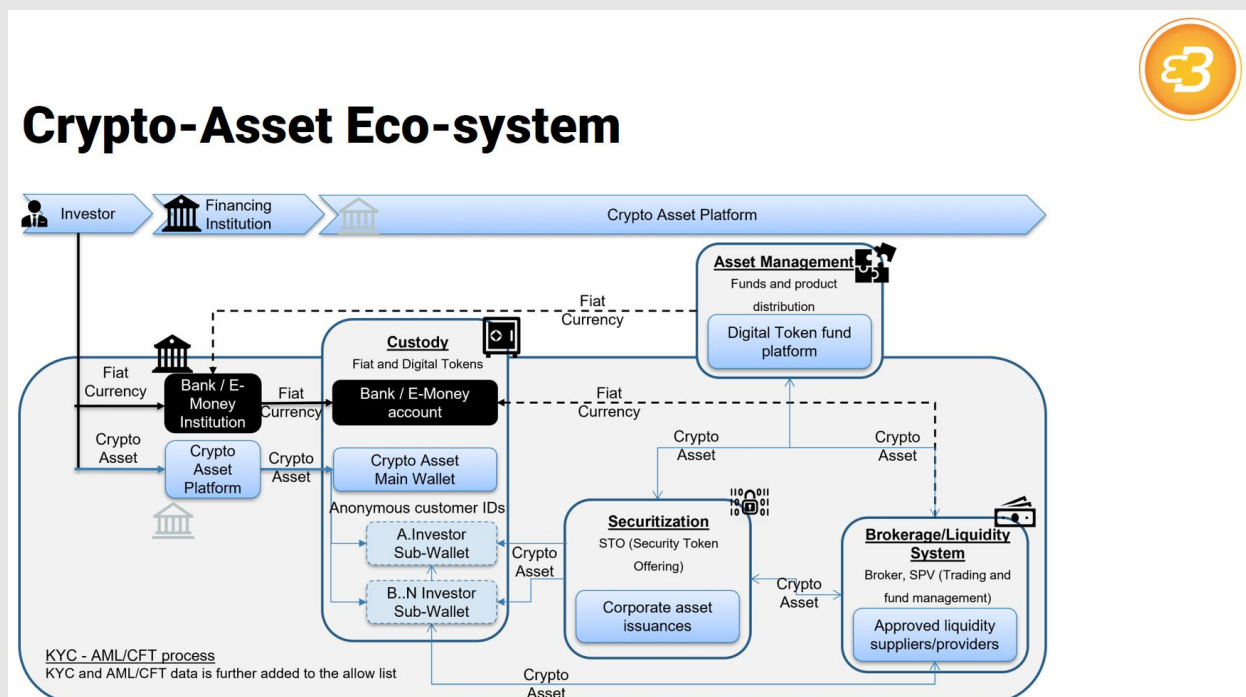 Crypto-Asset Eco-system
Investor
Financing
Institution
Crypto Asset Platform
Asset Management
Funds and product
distribution
Digital Token fund
platform
Fiat
Currency
Custody
Fiat and Digital Tokens
Fiat
Currency
Bank / E-
Money
Institution
Fiat
Currency
Bank / E-Money
account
Fiat
Currency
Crypto
Asset
Crypto
Asset
Platform
Crypto
Asset
Crypto Asset
Main Wallet
Crypto
Asset
Crypto
Asset
Anonymous customer IDs
A.Investor
Sub-Wallet
B..N Investor
Sub-Wallet
Crypto
Asset
Securitization
STO (Security Token
Offering)
Corporate asset
issuances
Crypto
Asset
Brokerage/Liquidity
System
Broker, SPV (Trading and
fund management)
Approved liquidity
suppliers/providers
KYC - AML/CFT process
KYC and AML/CFT data is further added to the allow list
Crypto
Asset